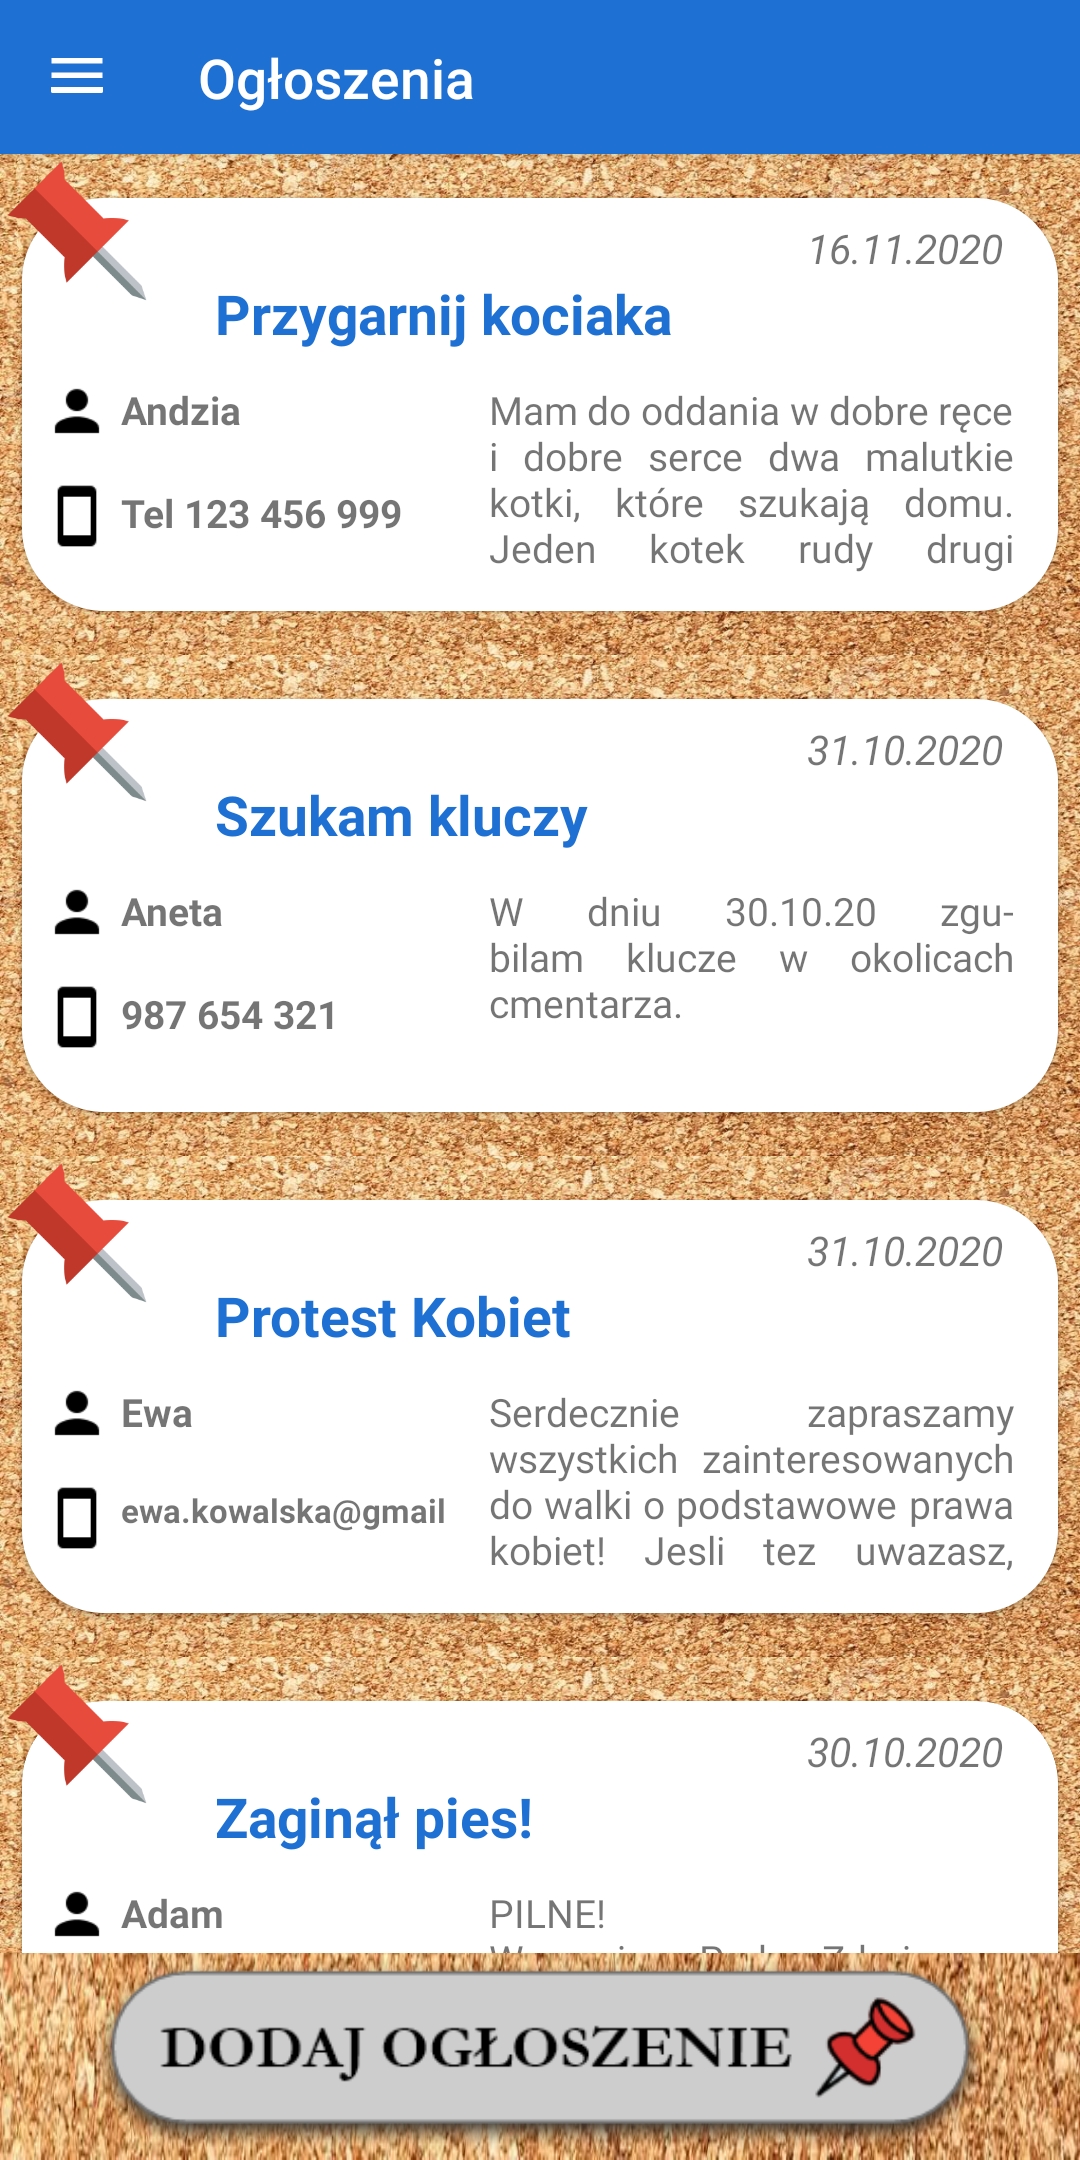 Ogłoszenia
16.11.2020
Przygarnij kociaka
Andzia
Tel 123 456 999
Mam do oddania w dobre ręce
i dobre serce dwa malutkie
kotki, które szukają domu.
Jeden kotek rudy drugi
31.10.2020
Szukam kluczy
Aneta
987 654 321
W dniu 30.10.20 zgu-
bilam klucze w okolicach
cmentarza.
31.10.2020
Protest Kobiet
Ewa
ewa.kowalska@gmail
Serdecznie zapraszamy
wszystkich zainteresowanych
do walki o podstawowe prawa
kobiet! Jesli tez uwazasz,
30.10.2020
Zaginął pies!
Adam
PILNE!
DODAJ OGŁOSZENIE